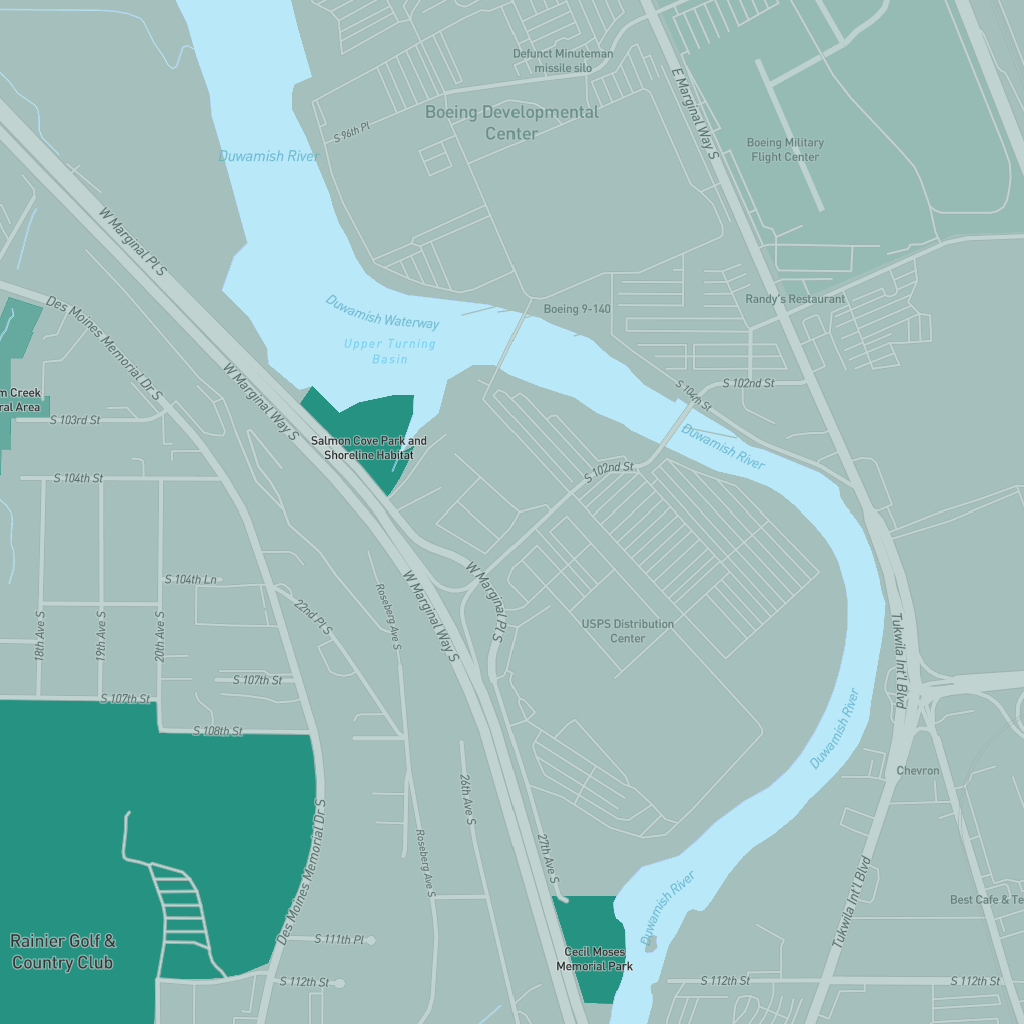 Defunct Minuteman
missile silo
E Marginal Way S
Boeing Developmental
Center
S 96th Pl
Duwamish River
Boeing Military
Flight Center
W Marginal Pl S
Des Moines Memorial Dr S
Duwamish Waterway
Upper Turning
Basin
Boeing 9-140
Randy's Restaurant
m Creek
ral Area
W Marginal Way S
S 104th St
S 102nd St
S 103rd St
Salmon Cove Park and
Shoreline Habitat
Duwamish River
S 102nd St
S 104th St
S 104th Ln
22nd Pl S
Roseberg Ave S
W Marginal Way S
W Marginal Pl S
18th Ave S
19th Ave S
20th Ave S
USPS Distribution
Center
Tukwila Int'l Blvd
S 107th St
S 107th St
S 108th St
Duwamish River
Chevron
26th Ave S
Des Moines Memorial Dr S
Roseberg Ave S
27th Ave S
Duwamish River
Tukwila Int'l Blvd
Best Cafe & Te
Rainier Golf &
Country Club
S 111th Pl
S 112th St
Cecil Moses
Memorial Park
S 112th St
S 112th St